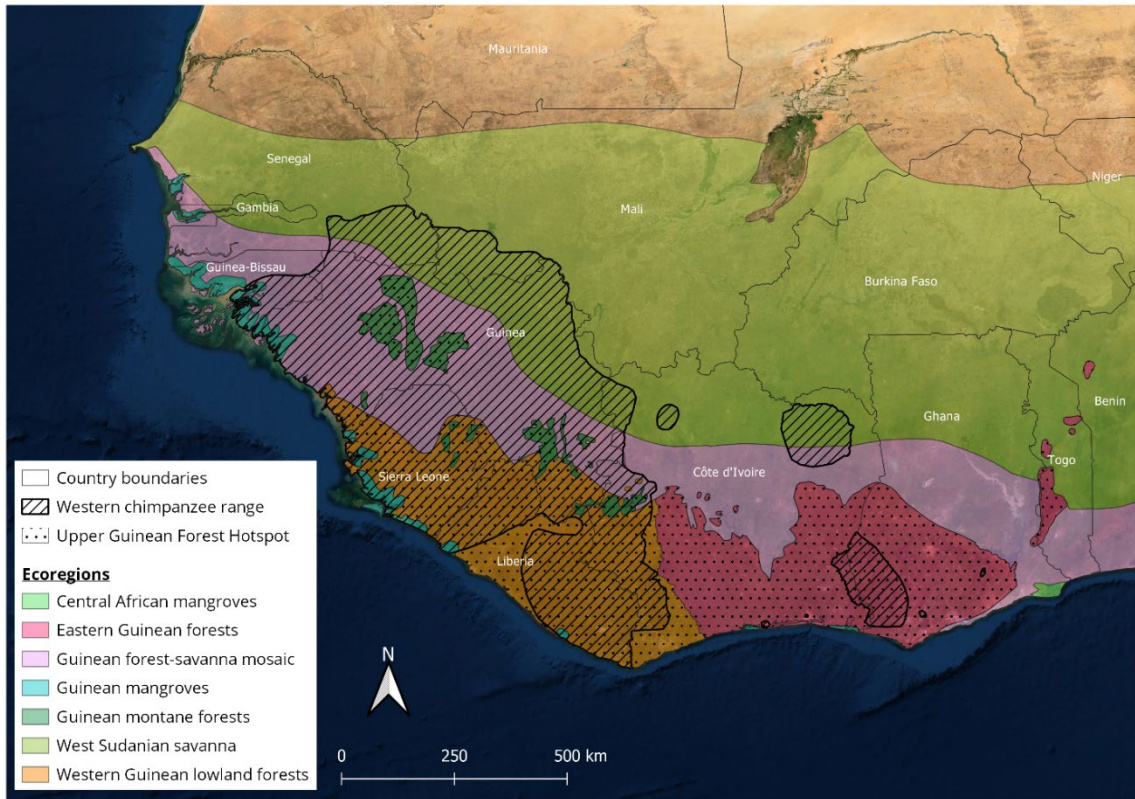 Mauritania
Senegal
Niger
Gambia
Mali
Guinea-Bissau
Burkina Faso
Guinea
Ghana
Benin
Togo
Sierra Leone
Côte d'Ivoire
Liberia
Country boundaries
Western chimpanzee range
Upper Guinean Forest Hotspot
Ecoregions
Central African mangroves
Eastern Guinean forests
Guinean forest-savanna mosaic
Guinean mangroves
Guinean montane forests
West Sudanian savanna
Western Guinean lowland forests
N
0 250 500 km